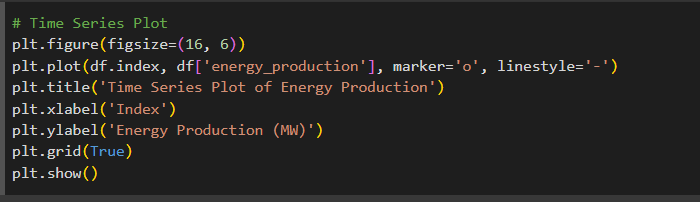 # Time Series Plot
plt.figure(figsize=(16, 6))
plt.plot(df.index, df['energy_production'], marker='o', linestyle='-')
plt.title('Time Series Plot of Energy Production')
plt.xlabel('Index')
plt.ylabel('Energy Production (MW)')
plt.grid(True)
plt.show()